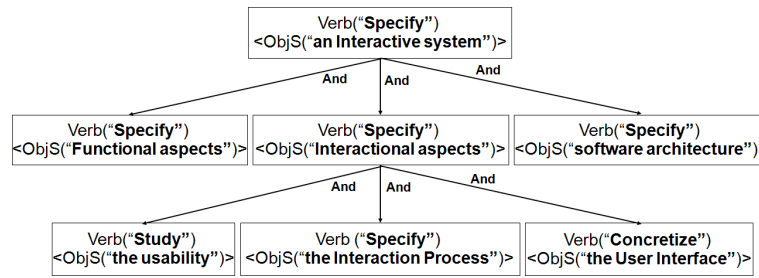 Verb(“Specify”)
<ObjS(“an Interactive system”)>
And
And
And
Verb(“Specify”)
<ObjS(“Functional aspects”)>
Verb(“Specify”)
<ObjS(“Interactional aspects”)>
Verb(“Specify”)
<ObjS(“software architecture”)>
And
And
And
Verb(“Study”)
<ObjS(“the usability”)>
Verb (“Specify”)
<ObjS(“the Interaction Process”)>
Verb(“Concretize”)
<ObjS(“the User Interface”)>